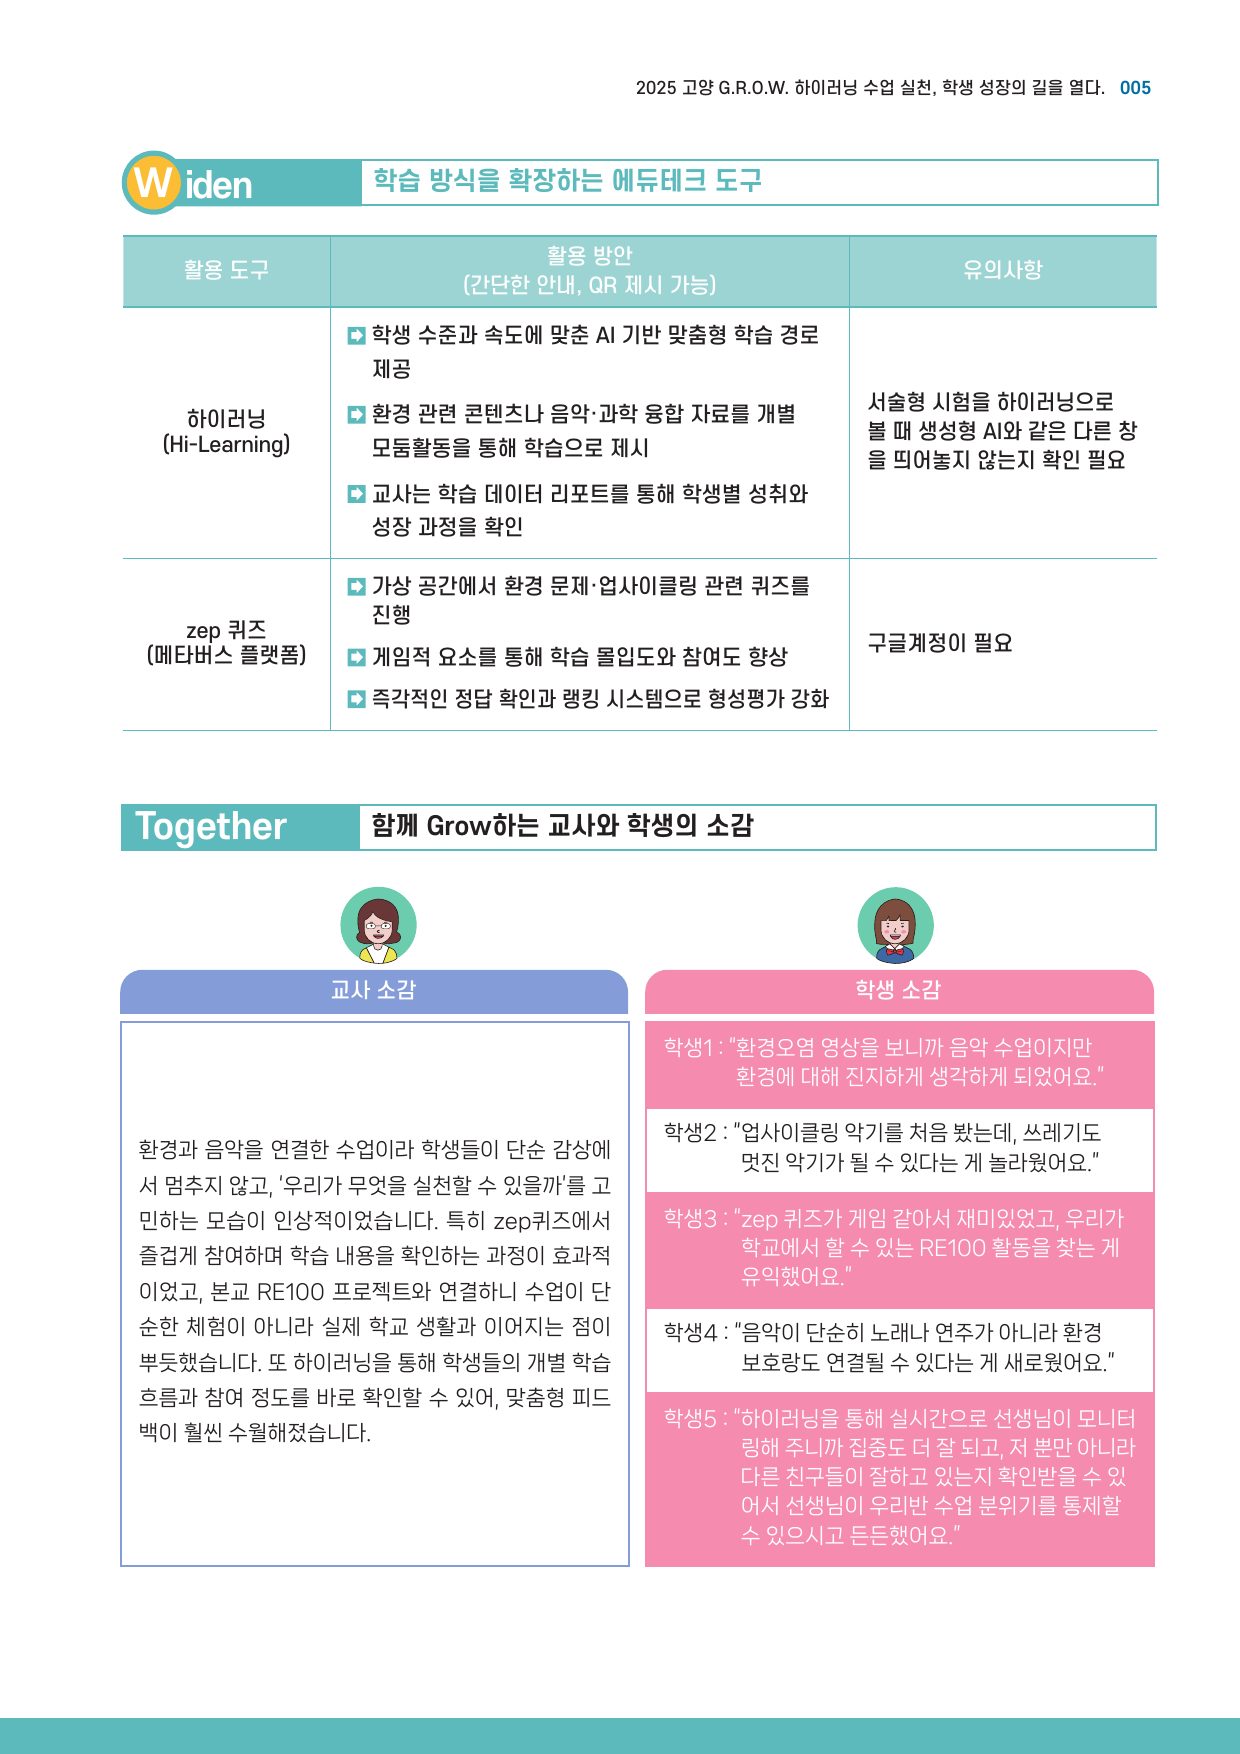 2025 고양 G.R.O.W. 하이러닝 수업 실천, 학생 성장의 길을 열다. 005
Widen 학습 방식을 확장하는 에듀테크 도구
활용 도구
활용 방안
(간단한 안내, QR 제시 가능)
유의사항
하이러닝
(Hi-Learning)
학생 수준과 속도에 맞춘 AI 기반 맞춤형 학습 경로
제공
환경 관련 콘텐츠나 음악·과학 융합 자료를 개별
모둠활동을 통해 학습으로 제시
교사는 학습 데이터 리포트를 통해 학생별 성취와
성장 과정을 확인
서술형 시험을 하이러닝으로
볼 때 생성형 AI와 같은 다른 창
을 띄어놓지 않는지 확인 필요
zep 퀴즈
(메타버스 플랫폼)
가상 공간에서 환경 문제·업사이클링 관련 퀴즈를
진행
게임적 요소를 통해 학습 몰입도와 참여도 향상
즉각적인 정답 확인과 랭킹 시스템으로 형성평가 강화
구글계정이 필요
Together 함께 Grow하는 교사와 학생의 소감
교사 소감
환경과 음악을 연결한 수업이라 학생들이 단순 감상에
서 멈추지 않고, '우리가 무엇을 실천할 수 있을까'를 고
민하는 모습이 인상적이었습니다. 특히 zep퀴즈에서
즐겁게 참여하며 학습 내용을 확인하는 과정이 효과적
이었고, 본교 RE100 프로젝트와 연결하니 수업이 단
순한 체험이 아니라 실제 학교 생활과 이어지는 점이
뿌듯했습니다. 또 하이러닝을 통해 학생들의 개별 학습
흐름과 참여 정도를 바로 확인할 수 있어, 맞춤형 피드
백이 훨씬 수월해졌습니다.
학생 소감
학생1 : "환경오염 영상을 보니까 음악 수업이지만
환경에 대해 진지하게 생각하게 되었어요."
학생2 : "업사이클링 악기를 처음 봤는데, 쓰레기도
멋진 악기가 될 수 있다는 게 놀라웠어요."
학생3 : "zep 퀴즈가 게임 같아서 재미있었고, 우리가
학교에서 할 수 있는 RE100 활동을 찾는 게
유익했어요."
학생4 : "음악이 단순히 노래나 연주가 아니라 환경
보호랑도 연결될 수 있다는 게 새로웠어요."
학생5 : "하이러닝을 통해 실시간으로 선생님이 모니터
링해 주니까 집중도 더 잘 되고, 저 뿐만 아니라
다른 친구들이 잘하고 있는지 확인받을 수 있
어서 선생님이 우리반 수업 분위기를 통제할
수 있으시고 든든했어요."